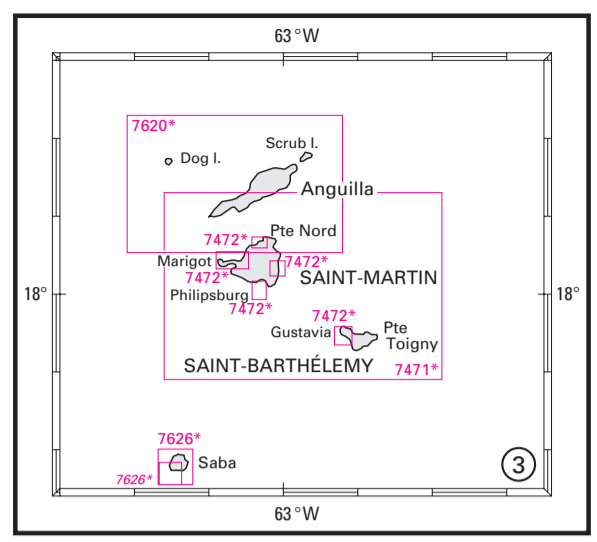 63°W
7620*
Scrub I.
Dog I.
Anguilla
Pte Nord
7472*
Marigot
7472*
7472*
SAINT-MARTIN
18°
18°
Philipsburg
7472*
7472*
Gustavia
Pte
Toigny
SAINT-BARTHÉLEMY
7471*
7626*
Saba
7626*
3
63°W